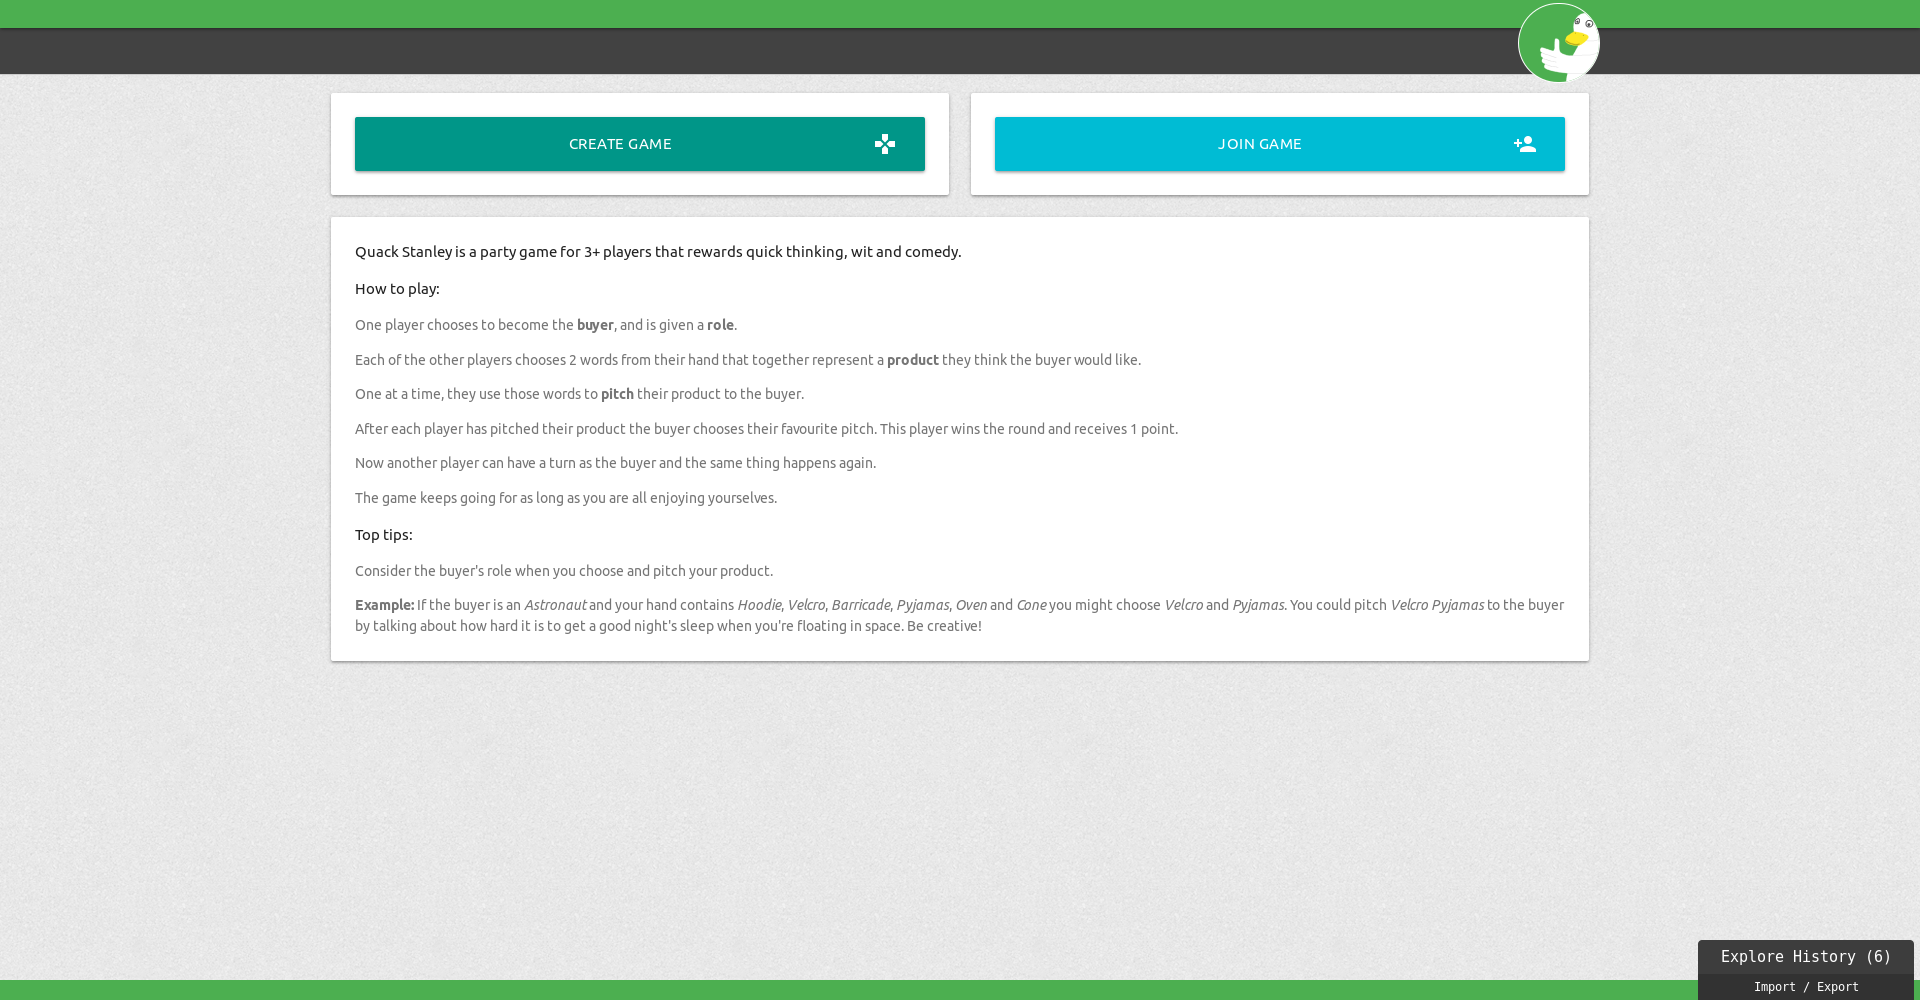 CREATE GAME
JOIN GAME
Quack Stanley is a party game for 3+ players that rewards quick thinking, wit and comedy.
How to play:
One player chooses to become the buyer, and is given a role.
Each of the other players chooses 2 words from their hand that together represent a product they think the buyer would like.
One at a time, they use those words to pitch their product to the buyer.
After each player has pitched their product the buyer chooses their favourite pitch. This player wins the round and receives 1 point.
Now another player can have a turn as the buyer and the same thing happens again.
The game keeps going for as long as you are all enjoying yourselves.
Top tips:
Consider the buyer's role when you choose and pitch your product.
Example: If the buyer is an Astronaut and your hand contains Hoodie, Velcro, Barricade, Pyjamas, Oven and Cone you might choose Velcro and Pyjamas. You could pitch Velcro Pyjamas to the buyer
by talking about how hard it is to get a good night's sleep when you're floating in space. Be creative!
Explore History (6)
Import / Export